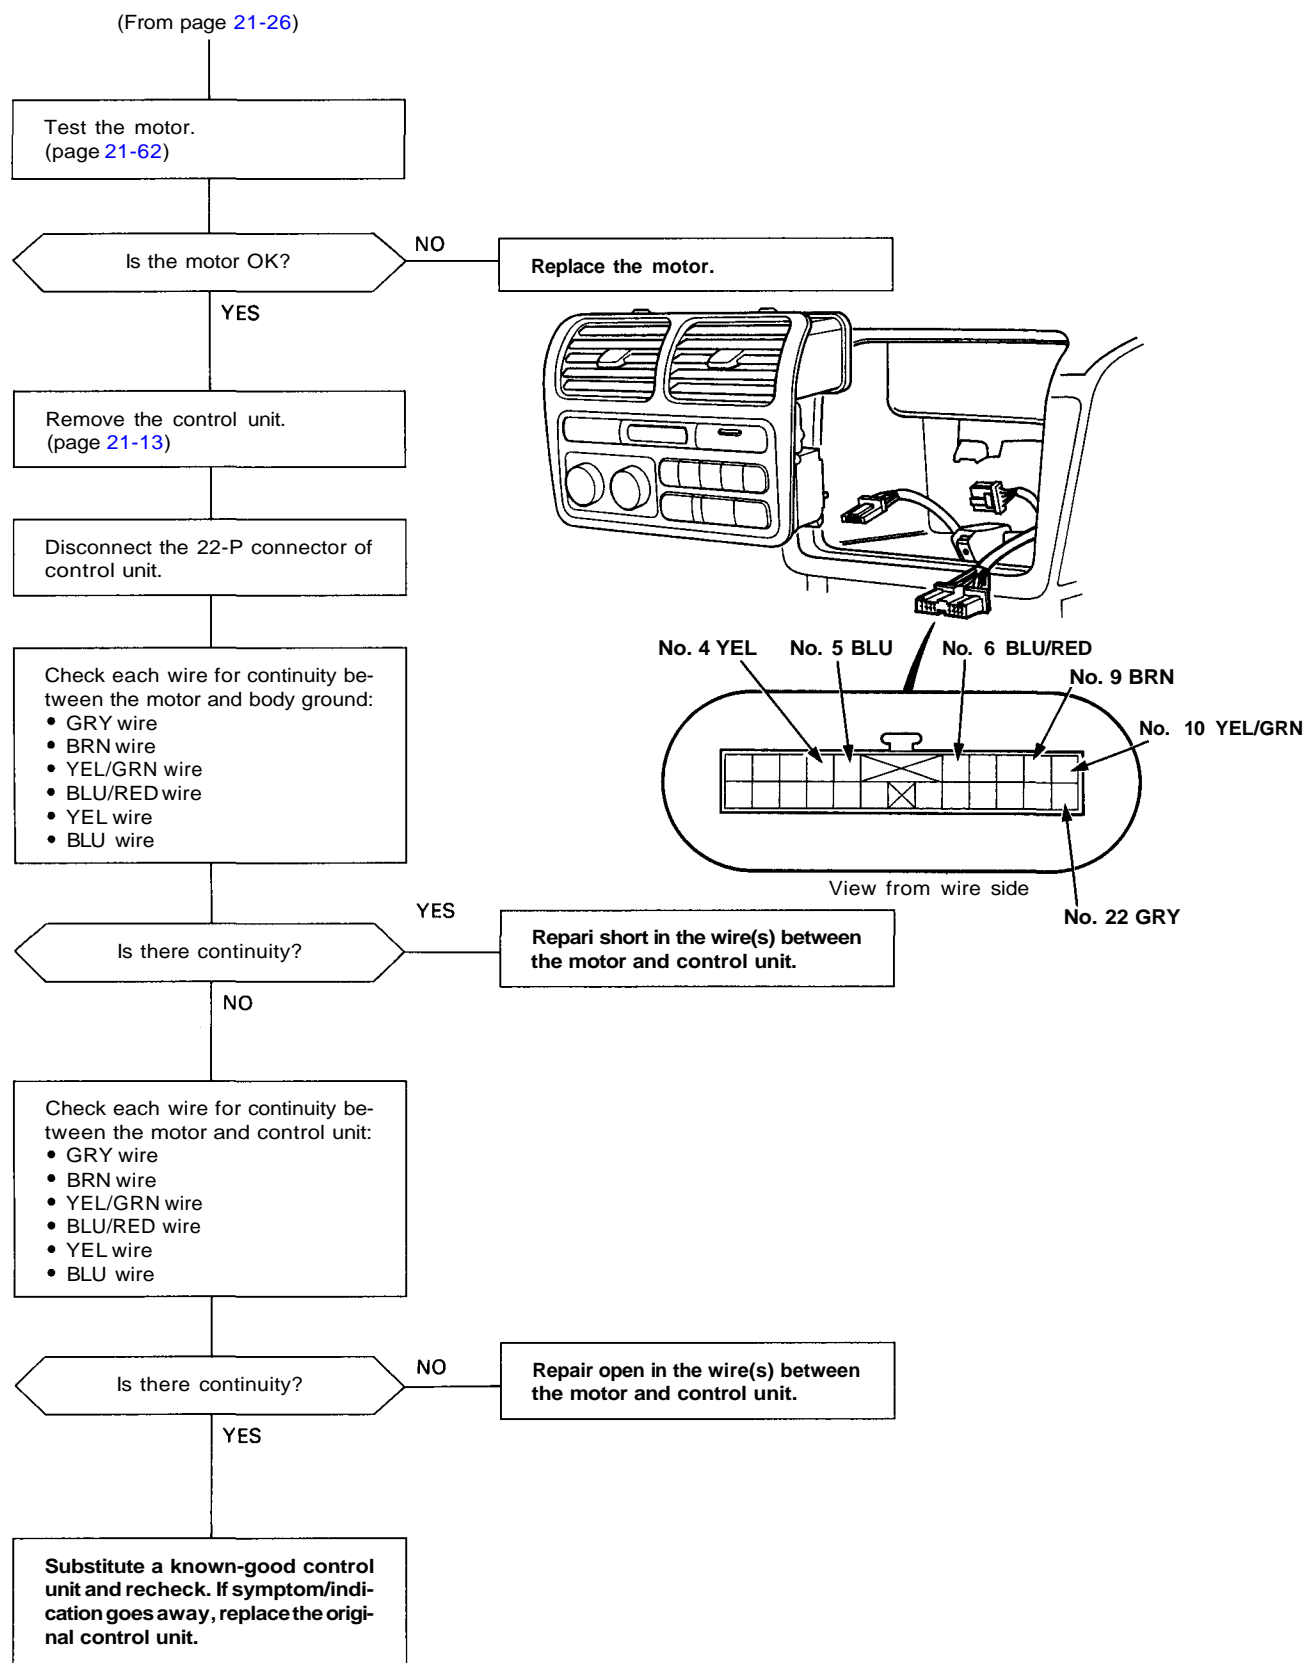 (From page 21-26)
Test the motor.
(page 21-62)
Is the motor OK?
NO
Replace the motor.
YES
Remove the control unit.
(page 21-13)
Disconnect the 22-P connector of
control unit.
No. 4 YEL
No. 5 BLU
No. 6 BLU/RED
No. 9 BRN
No. 10 YEL/GRN
View from wire side
No. 22 GRY
Check each wire for continuity be-
tween the motor and body ground:
• GRY wire
• BRN wire
• YEL/GRN wire
• BLU/RED wire
• YEL wire
• BLU wire
Is there continuity?
YES
Repari short in the wire(s) between
the motor and control unit.
NO
Check each wire for continuity be-
tween the motor and control unit:
• GRY wire
• BRN wire
• YEL/GRN wire
• BLU/RED wire
• YEL wire
• BLU wire
Is there continuity?
NO
Repair open in the wire(s) between
the motor and control unit.
YES
Substitute a known-good control
unit and recheck. If symptom/indi-
cation goes away, replace the origi-
nal control unit.